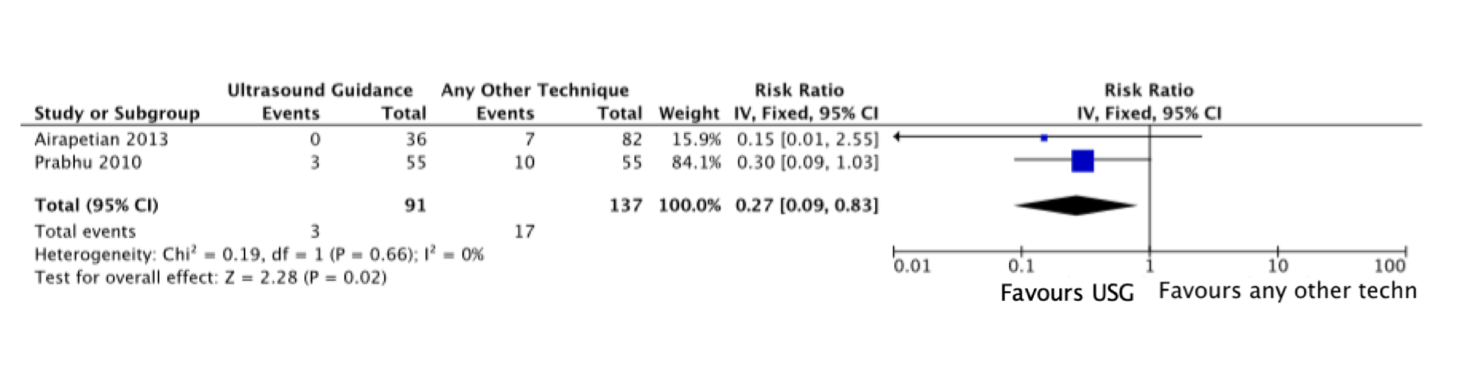 Ultrasound Guidance Any Other Technique Risk Ratio Risk Ratio
Study or Subgroup Events Total Events Total Weight IV, Fixed, 95% CI IV, Fixed, 95% CI
Airapetian 2013 0 36 7 82 15.9% 0.15 [0.01, 2.55]
Prabhu 2010 3 55 10 55 84.1% 0.30 [0.09, 1.03]
Total (95% CI) 91 137 100.0% 0.27 [0.09, 0.83]
Total events 3 17
Heterogeneity: Chi² = 0.19, df = 1 (P = 0.66); I² = 0%
Test for overall effect: Z = 2.28 (P = 0.02)
0.01 0.1 1 10 100
Favours USG Favours any other techn